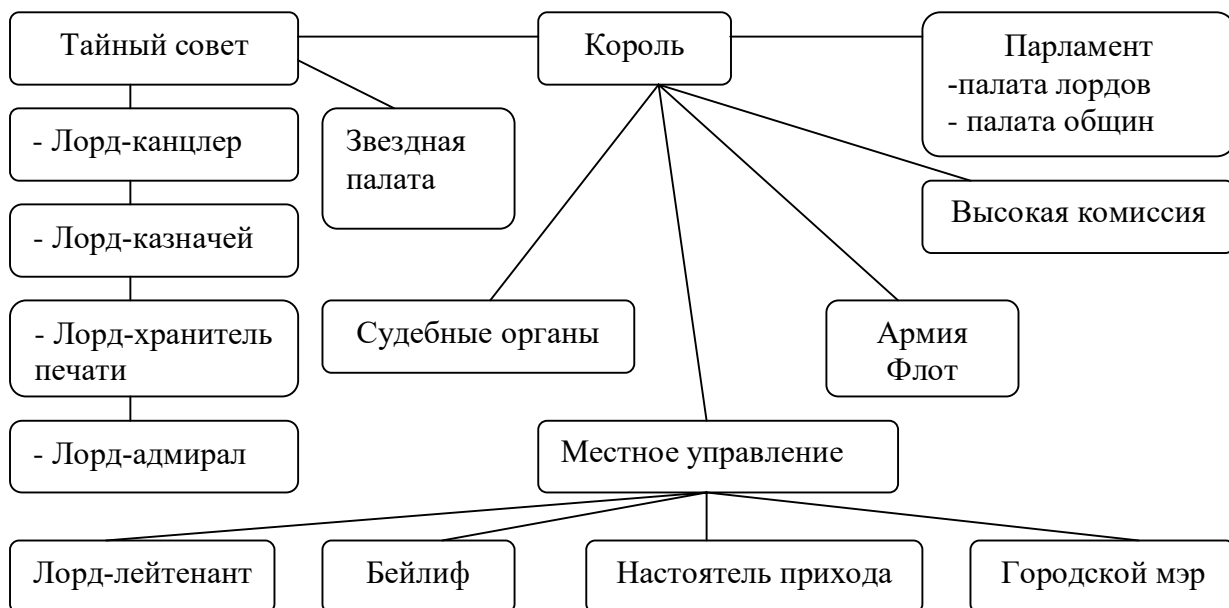 Тайный совет
Король
Парламент
-палата лордов
- палата общин
- Лорд-канцлер
Звездная
палата
Высокая комиссия
- Лорд-казначей
- Лорд-хранитель
печати
Судебные органы
Армия
Флот
- Лорд-адмирал
Местное управление
Лорд-лейтенант
Бейлиф
Настоятель прихода
Городской мэр